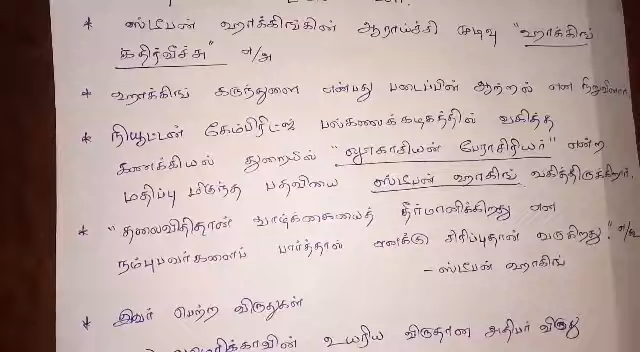 * ஸ்டீபன் ஹாக்கிங்கின் ஆராய்ச்சி முடிவு "ஹாக்கிங்
கதிர்வீச்சு"
* ஹாக்கிங் கருந்துளை என்பது படைப்பின் ஆற்றல் என நிறுவினார்
* நியூட்டன் கேம்பிரிட்ஜ் பல்கலைக்கழகத்தில் வகித்த
கணக்கியல் துறையில் "லூகாசியன் பேராசிரியர்" என்ற
மதிப்பு மிகுந்த பதவியை ஸ்டீபன் ஹாகிங் வகித்திருக்கிறார்.
* "தலைவிதிதான் வாழ்க்கையைத் தீர்மானிக்கிறது என
நம்புபவர்களைப் பார்த்தால் எனக்கு சிரிப்புதான் வருகிறது."
- ஸ்டீபன் ஹாகிங்
* இவர் பெற்ற விருதுகள்
அமெரிக்காவின் உயரிய விருதான அதிபர் விருது